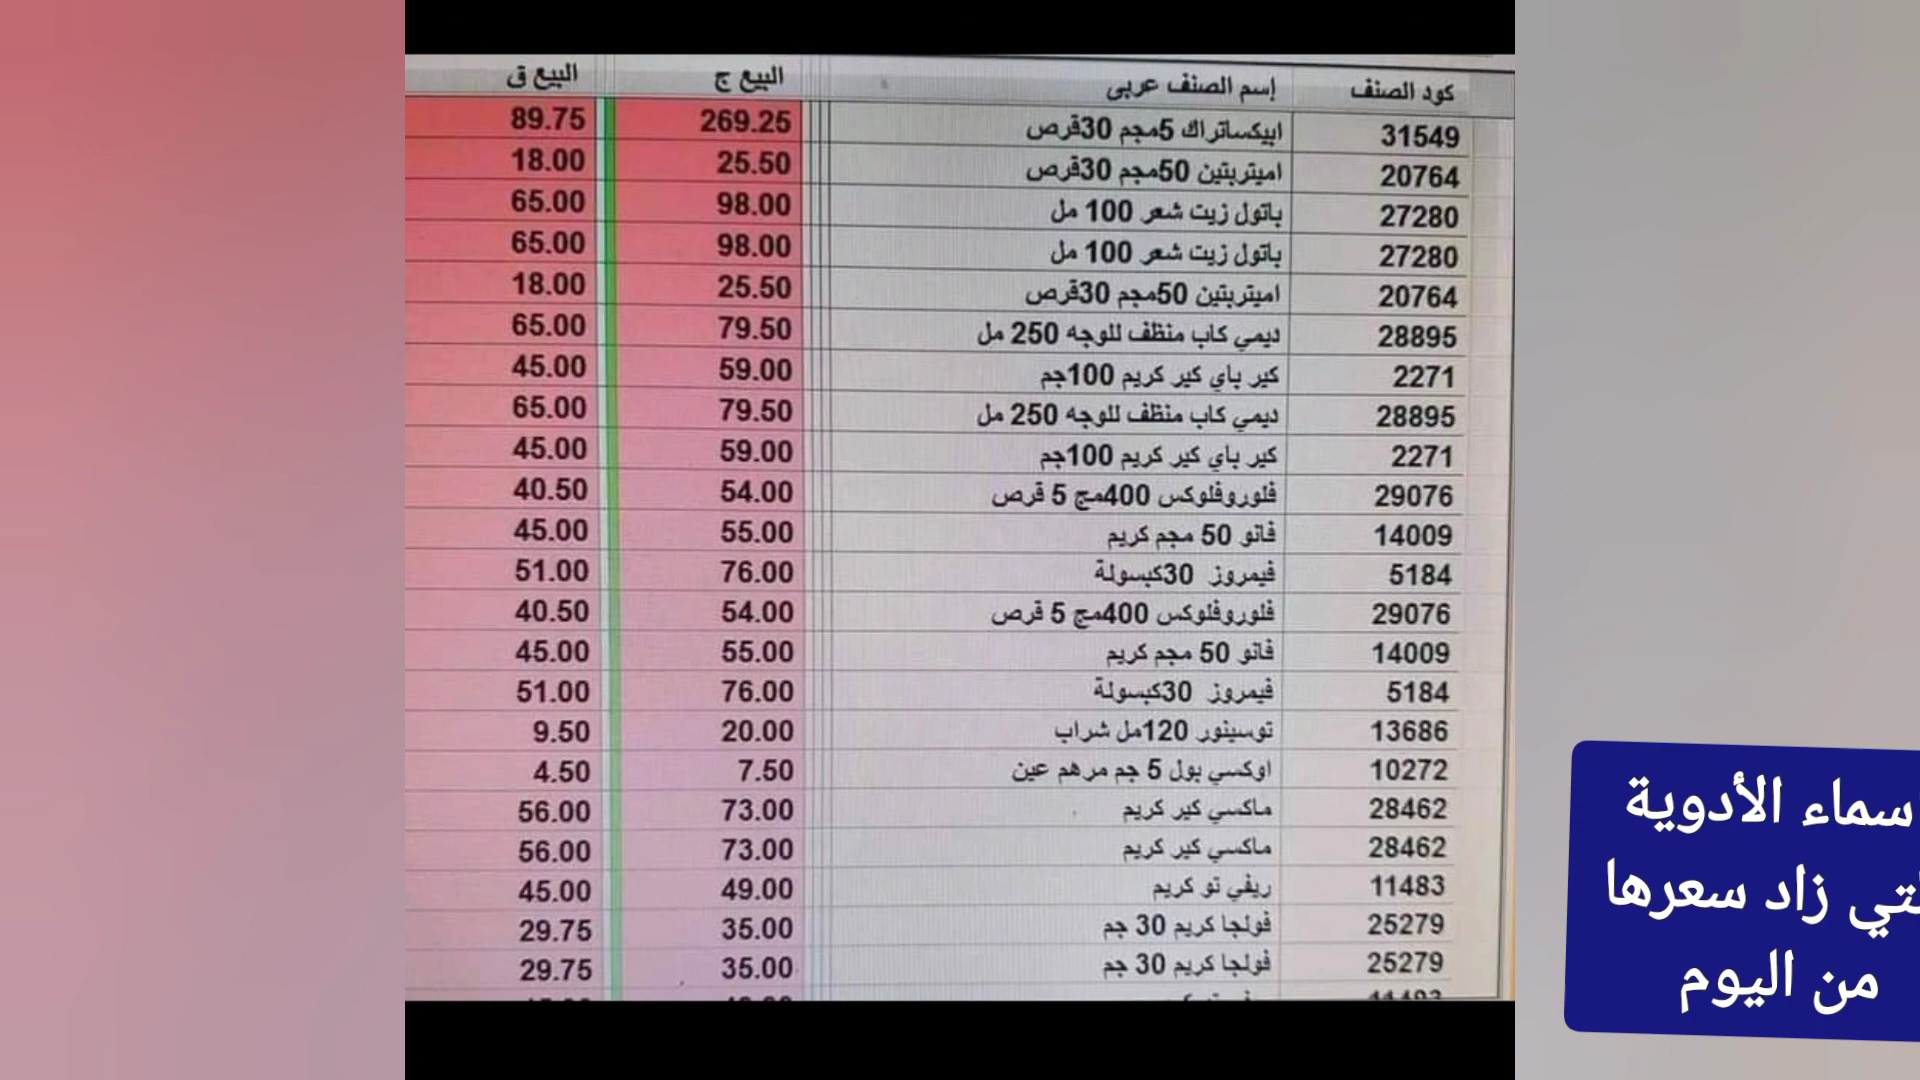 كود الصنف إسم الصنف عربى البيع ج البيع ق
31549 ابيكساتراك 5مجم 30قرص 269.25 89.75
20764 اميتربتين 50مجم 30قرص 25.50 18.00
27280 باتول زيت شعر 100 مل 98.00 65.00
27280 باتول زيت شعر 100 مل 98.00 65.00
20764 اميتربتين 50مجم 30قرص 25.50 18.00
28895 ديمي كاب منظف للوجه 250 مل 79.50 65.00
2271 كير باي كير كريم 100جم 59.00 45.00
28895 ديمي كاب منظف للوجه 250 مل 79.50 65.00
2271 كير باي كير كريم 100جم 59.00 45.00
29076 فلوروفلوكس 400مج 5 قرص 54.00 40.50
14009 فانو 50 مجم كريم 55.00 45.00
5184 فيمروز 30كبسولة 76.00 51.00
29076 فلوروفلوكس 400مج 5 قرص 54.00 40.50
14009 فانو 50 مجم كريم 55.00 45.00
5184 فيمروز 30كبسولة 76.00 51.00
13686 توسينور 120مل شراب 20.00 9.50
10272 اوكسي بول 5 جم مرهم عين 7.50 4.50
28462 ماكسي كير كريم 73.00 56.00
28462 ماكسي كير كريم 73.00 56.00
11483 ريفي تو كريم 49.00 45.00
25279 فولجا كريم 30 جم 35.00 29.75
25279 فولجا كريم 30 جم 35.00 29.75
سماء الأدوية
لتي زاد سعرها
من اليوم